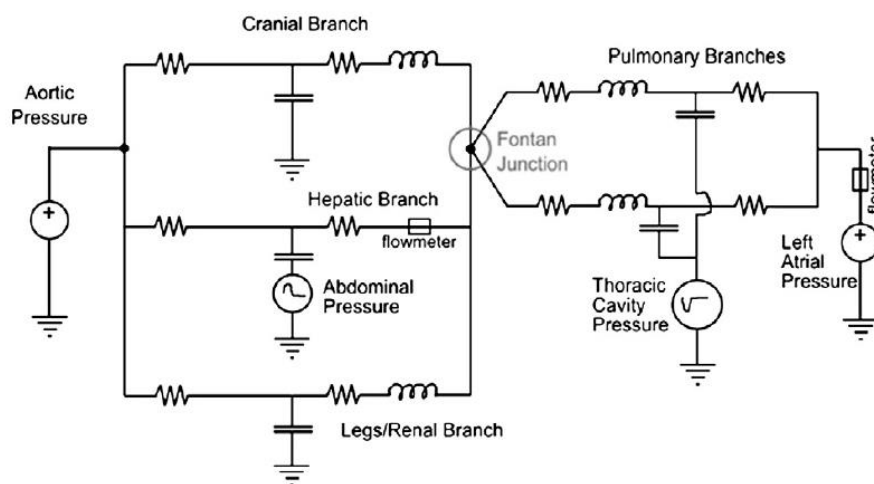 Cranial Branch
Aortic
Pressure
+
Hepatic Branch
flowmeter
Abdominal
Pressure
Legs/Renal Branch
Fontan
Junction
Pulmonary Branches
Thoracic
Cavity
Pressure
flowmeter
Left
Atrial
Pressure
+